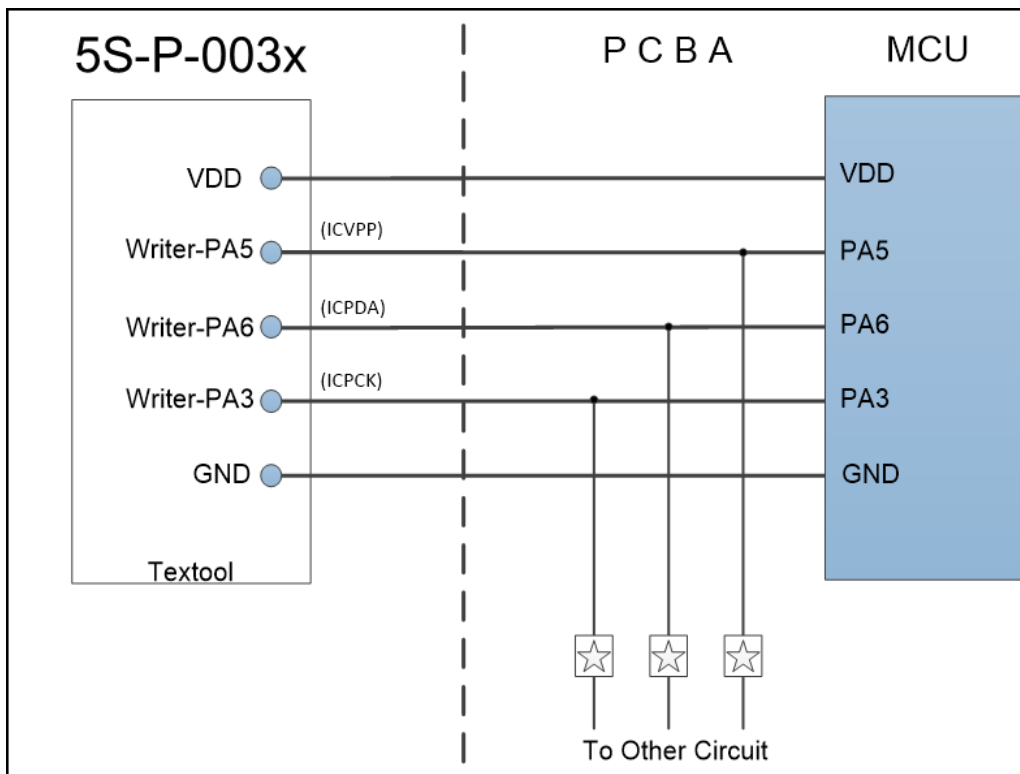 5S-P-003x
P C B A
MCU
VDD
VDD
Writer-PA5
(ICVPP)
PA5
Writer-PA6
(ICPDA)
PA6
Writer-PA3
(ICPCK)
PA3
GND
GND
Textool
To Other Circuit